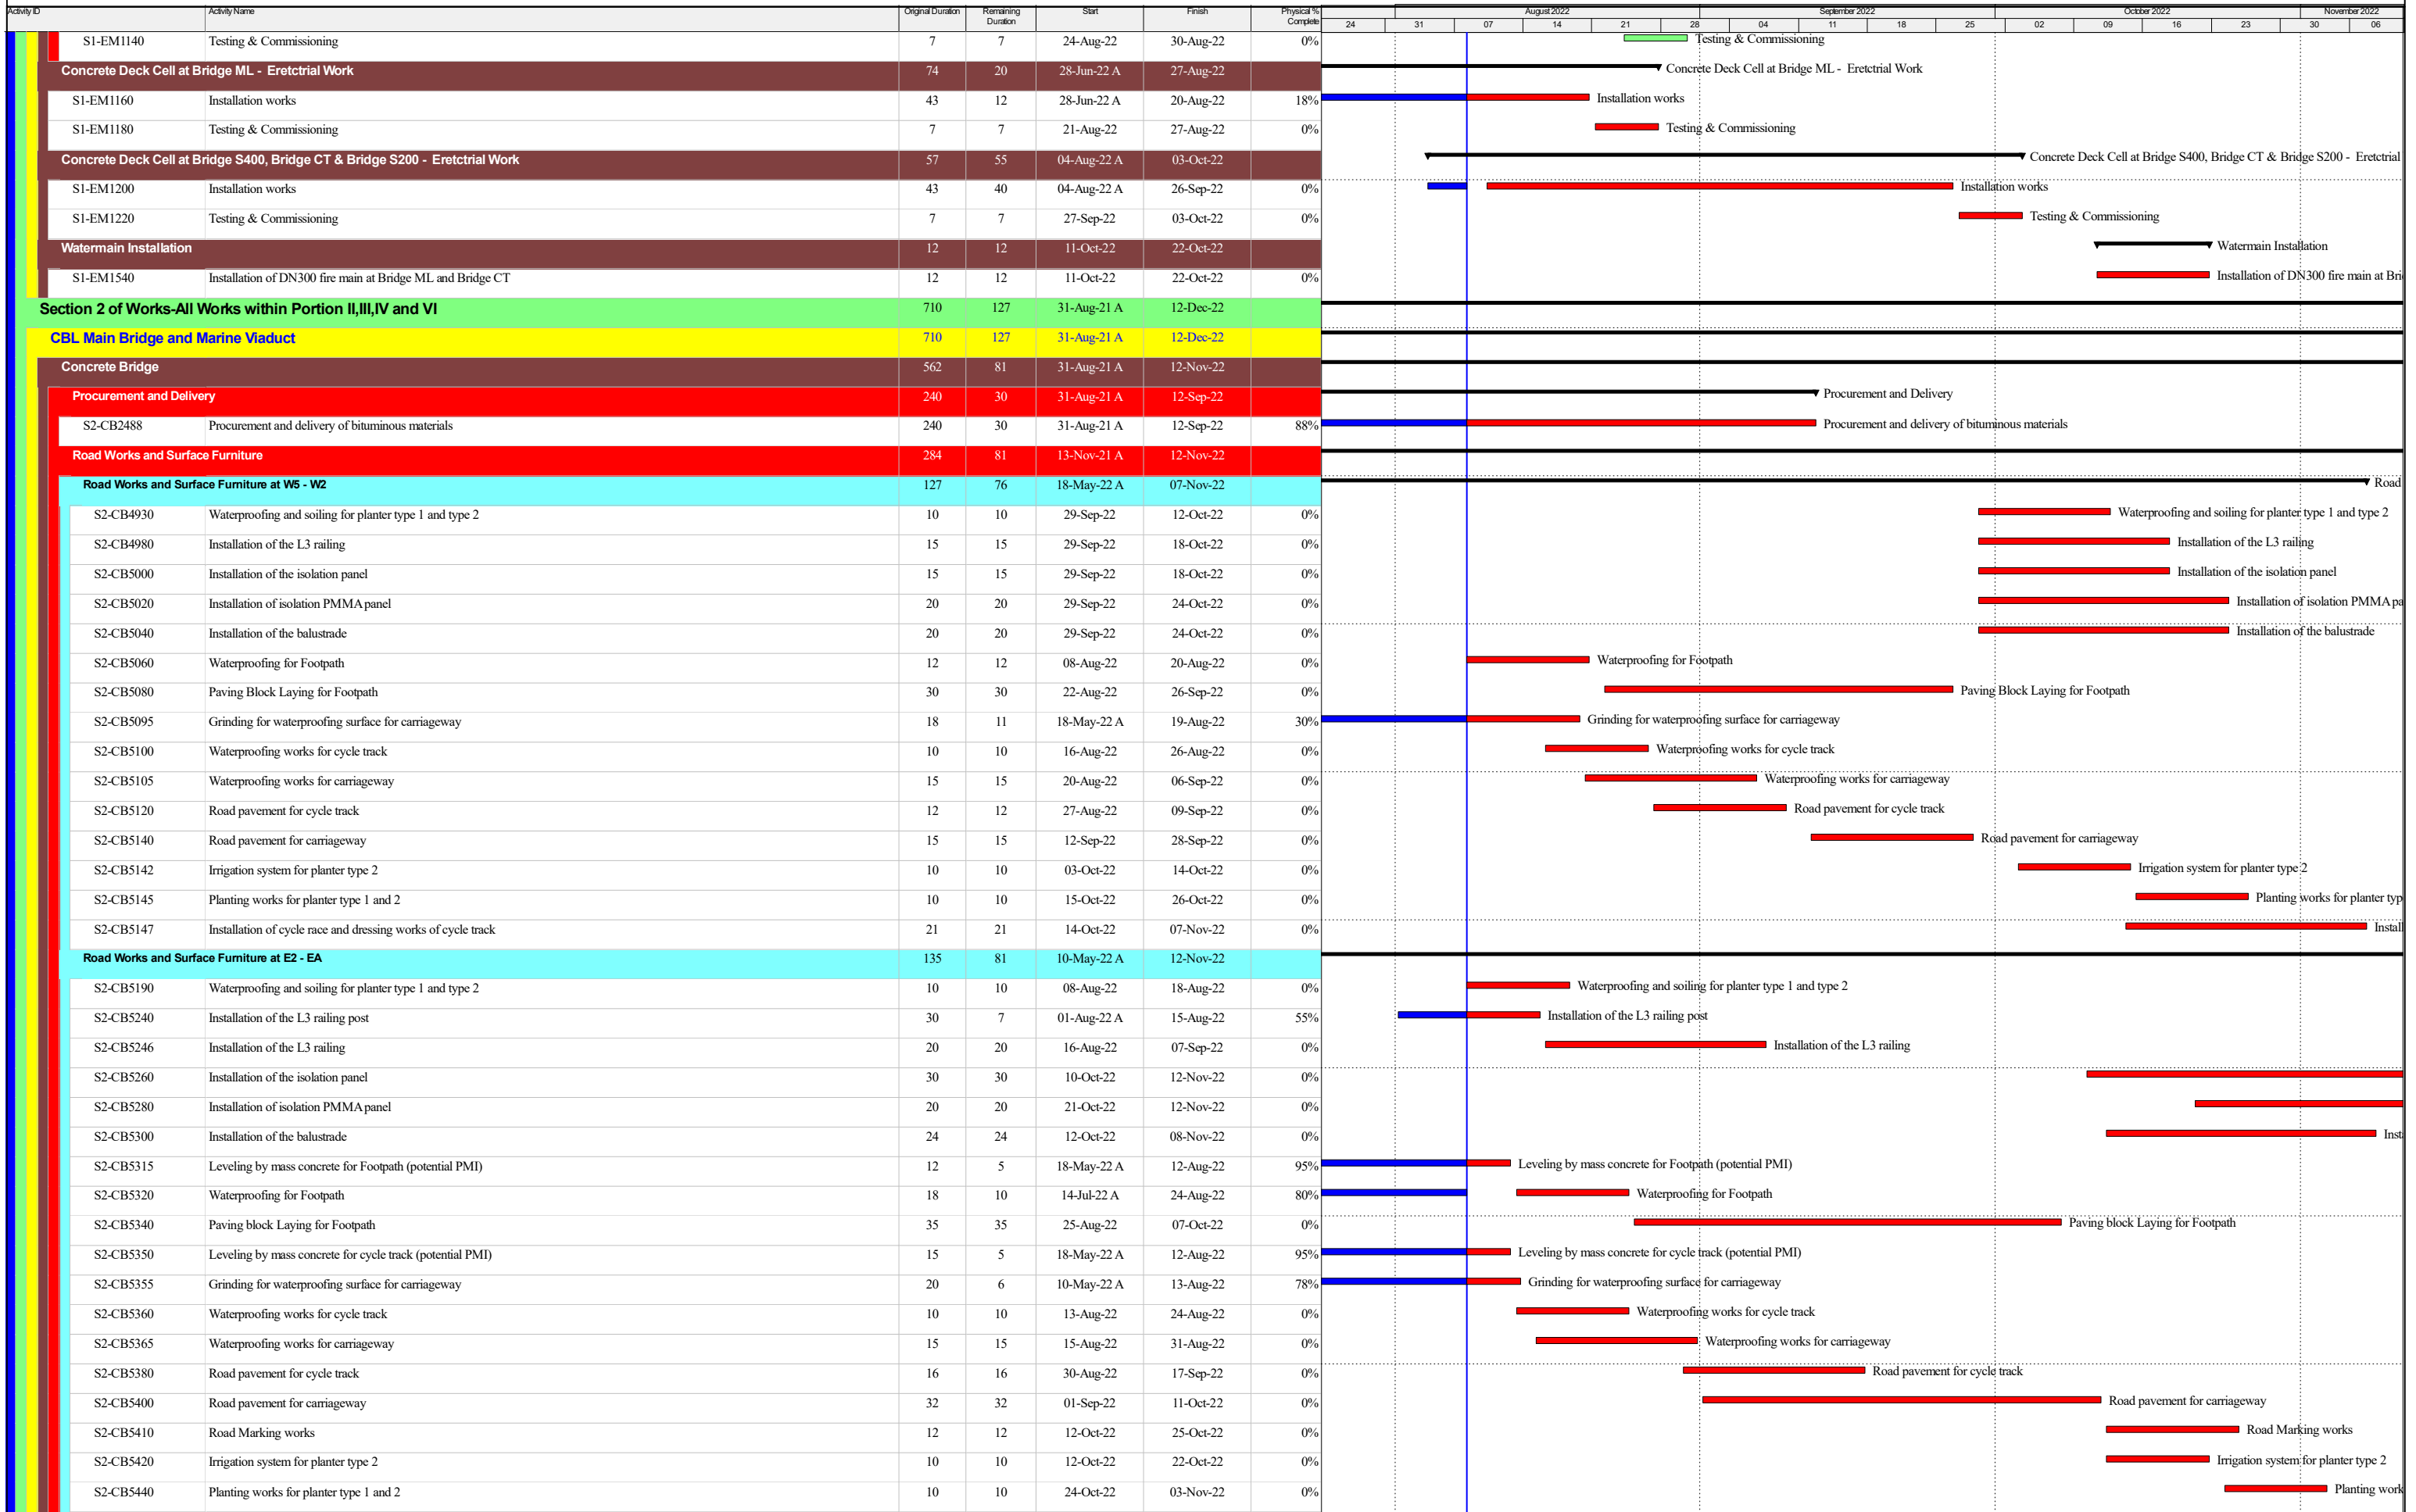 Activity ID Activity Name Original Duration Remaining Duration Start Finish Physical % Complete August 2022 September 2022 October 2022 November 2022
24 31 07 14 21 28 04 11 18 25 02 09 16 23 30 06
S1-EM1140 Testing & Commissioning 7 7 24-Aug-22 30-Aug-22 0% Testing & Commissioning
Concrete Deck Cell at Bridge ML - Eretctrial Work 74 20 28-Jun-22 A 27-Aug-22 Concrete Deck Cell at Bridge ML - Eretctrial Work
S1-EM1160 Installation works 43 12 28-Jun-22 A 20-Aug-22 18% Installation works
S1-EM1180 Testing & Commissioning 7 7 21-Aug-22 27-Aug-22 0% Testing & Commissioning
Concrete Deck Cell at Bridge S400, Bridge CT & Bridge S200 - Eretctrial Work 57 55 04-Aug-22 A 03-Oct-22 Concrete Deck Cell at Bridge S400, Bridge CT & Bridge S200 - Eretctrial
S1-EM1200 Installation works 43 40 04-Aug-22 A 26-Sep-22 0% Installation works
S1-EM1220 Testing & Commissioning 7 7 27-Sep-22 03-Oct-22 0% Testing & Commissioning
Watermain Installation 12 12 11-Oct-22 22-Oct-22 Watermain Installation
S1-EM1540 Installation of DN300 fire main at Bridge ML and Bridge CT 12 12 11-Oct-22 22-Oct-22 0% Installation of DN300 fire main at Bri
Section 2 of Works-All Works within Portion II,III,IV and VI 710 127 31-Aug-21 A 12-Dec-22
CBL Main Bridge and Marine Viaduct 710 127 31-Aug-21 A 12-Dec-22
Concrete Bridge 562 81 31-Aug-21 A 12-Nov-22
Procurement and Delivery 240 30 31-Aug-21 A 12-Sep-22 Procurement and Delivery
S2-CB2488 Procurement and delivery of bituminous materials 240 30 31-Aug-21 A 12-Sep-22 88% Procurement and delivery of bituminous materials
Road Works and Surface Furniture 284 81 13-Nov-21 A 12-Nov-22
Road Works and Surface Furniture at W5 - W2 127 76 18-May-22 A 07-Nov-22 Road
S2-CB4930 Waterproofing and soiling for planter type 1 and type 2 10 10 29-Sep-22 12-Oct-22 0% Waterproofing and soiling for planter type 1 and type 2
S2-CB4980 Installation of the L3 railing 15 15 29-Sep-22 18-Oct-22 0% Installation of the L3 railing
S2-CB5000 Installation of the isolation panel 15 15 29-Sep-22 18-Oct-22 0% Installation of the isolation panel
S2-CB5020 Installation of isolation PMMA panel 20 20 29-Sep-22 24-Oct-22 0% Installation of isolation PMMA pa
S2-CB5040 Installation of the balustrade 20 20 29-Sep-22 24-Oct-22 0% Installation of the balustrade
S2-CB5060 Waterproofing for Footpath 12 12 08-Aug-22 20-Aug-22 0% Waterproofing for Footpath
S2-CB5080 Paving Block Laying for Footpath 30 30 22-Aug-22 26-Sep-22 0% Paving Block Laying for Footpath
S2-CB5095 Grinding for waterproofing surface for carriageway 18 11 18-May-22 A 19-Aug-22 30% Grinding for waterproofing surface for carriageway
S2-CB5100 Waterproofing works for cycle track 10 10 16-Aug-22 26-Aug-22 0% Waterproofing works for cycle track
S2-CB5105 Waterproofing works for carriageway 15 15 20-Aug-22 06-Sep-22 0% Waterproofing works for carriageway
S2-CB5120 Road pavement for cycle track 12 12 27-Aug-22 09-Sep-22 0% Road pavement for cycle track
S2-CB5140 Road pavement for carriageway 15 15 12-Sep-22 28-Sep-22 0% Road pavement for carriageway
S2-CB5142 Irrigation system for planter type 2 10 10 03-Oct-22 14-Oct-22 0% Irrigation system for planter type 2
S2-CB5145 Planting works for planter type 1 and 2 10 10 15-Oct-22 26-Oct-22 0% Planting works for planter typ
S2-CB5147 Installation of cycle race and dressing works of cycle track 21 21 14-Oct-22 07-Nov-22 0% Install
Road Works and Surface Furniture at E2 - EA 135 81 10-May-22 A 12-Nov-22
S2-CB5190 Waterproofing and soiling for planter type 1 and type 2 10 10 08-Aug-22 18-Aug-22 0% Waterproofing and soiling for planter type 1 and type 2
S2-CB5240 Installation of the L3 railing post 30 7 01-Aug-22 A 15-Aug-22 55% Installation of the L3 railing post
S2-CB5246 Installation of the L3 railing 20 20 16-Aug-22 07-Sep-22 0% Installation of the L3 railing
S2-CB5260 Installation of the isolation panel 30 30 10-Oct-22 12-Nov-22 0%
S2-CB5280 Installation of isolation PMMA panel 20 20 21-Oct-22 12-Nov-22 0%
S2-CB5300 Installation of the balustrade 24 24 12-Oct-22 08-Nov-22 0% Inst
S2-CB5315 Leveling by mass concrete for Footpath (potential PMI) 12 5 18-May-22 A 12-Aug-22 95% Leveling by mass concrete for Footpath (potential PMI)
S2-CB5320 Waterproofing for Footpath 18 10 14-Jul-22 A 24-Aug-22 80% Waterproofing for Footpath
S2-CB5340 Paving block Laying for Footpath 35 35 25-Aug-22 07-Oct-22 0% Paving block Laying for Footpath
S2-CB5350 Leveling by mass concrete for cycle track (potential PMI) 15 5 18-May-22 A 12-Aug-22 95% Leveling by mass concrete for cycle track (potential PMI)
S2-CB5355 Grinding for waterproofing surface for carriageway 20 6 10-May-22 A 13-Aug-22 78% Grinding for waterproofing surface for carriageway
S2-CB5360 Waterproofing works for cycle track 10 10 13-Aug-22 24-Aug-22 0% Waterproofing works for cycle track
S2-CB5365 Waterproofing works for carriageway 15 15 15-Aug-22 31-Aug-22 0% Waterproofing works for carriageway
S2-CB5380 Road pavement for cycle track 16 16 30-Aug-22 17-Sep-22 0% Road pavement for cycle track
S2-CB5400 Road pavement for carriageway 32 32 01-Sep-22 11-Oct-22 0% Road pavement for carriageway
S2-CB5410 Road Marking works 12 12 12-Oct-22 25-Oct-22 0% Road Marking works
S2-CB5420 Irrigation system for planter type 2 10 10 12-Oct-22 22-Oct-22 0% Irrigation system for planter type 2
S2-CB5440 Planting works for planter type 1 and 2 10 10 24-Oct-22 03-Nov-22 0% Planting work